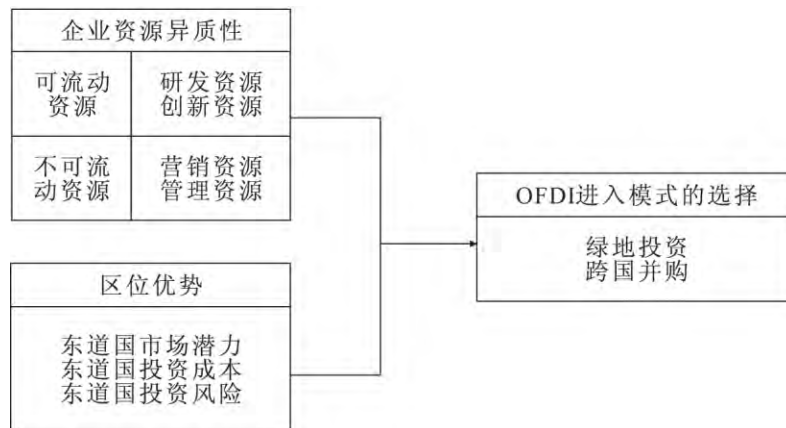 企业资源异质性
可流动
资源
研发资源
创新资源
不可流
动资源
营销资源
管理资源
区位优势
东道国市场潜力
东道国投资成本
东道国投资风险
OFDI进入模式的选择
绿地投资
跨国并购